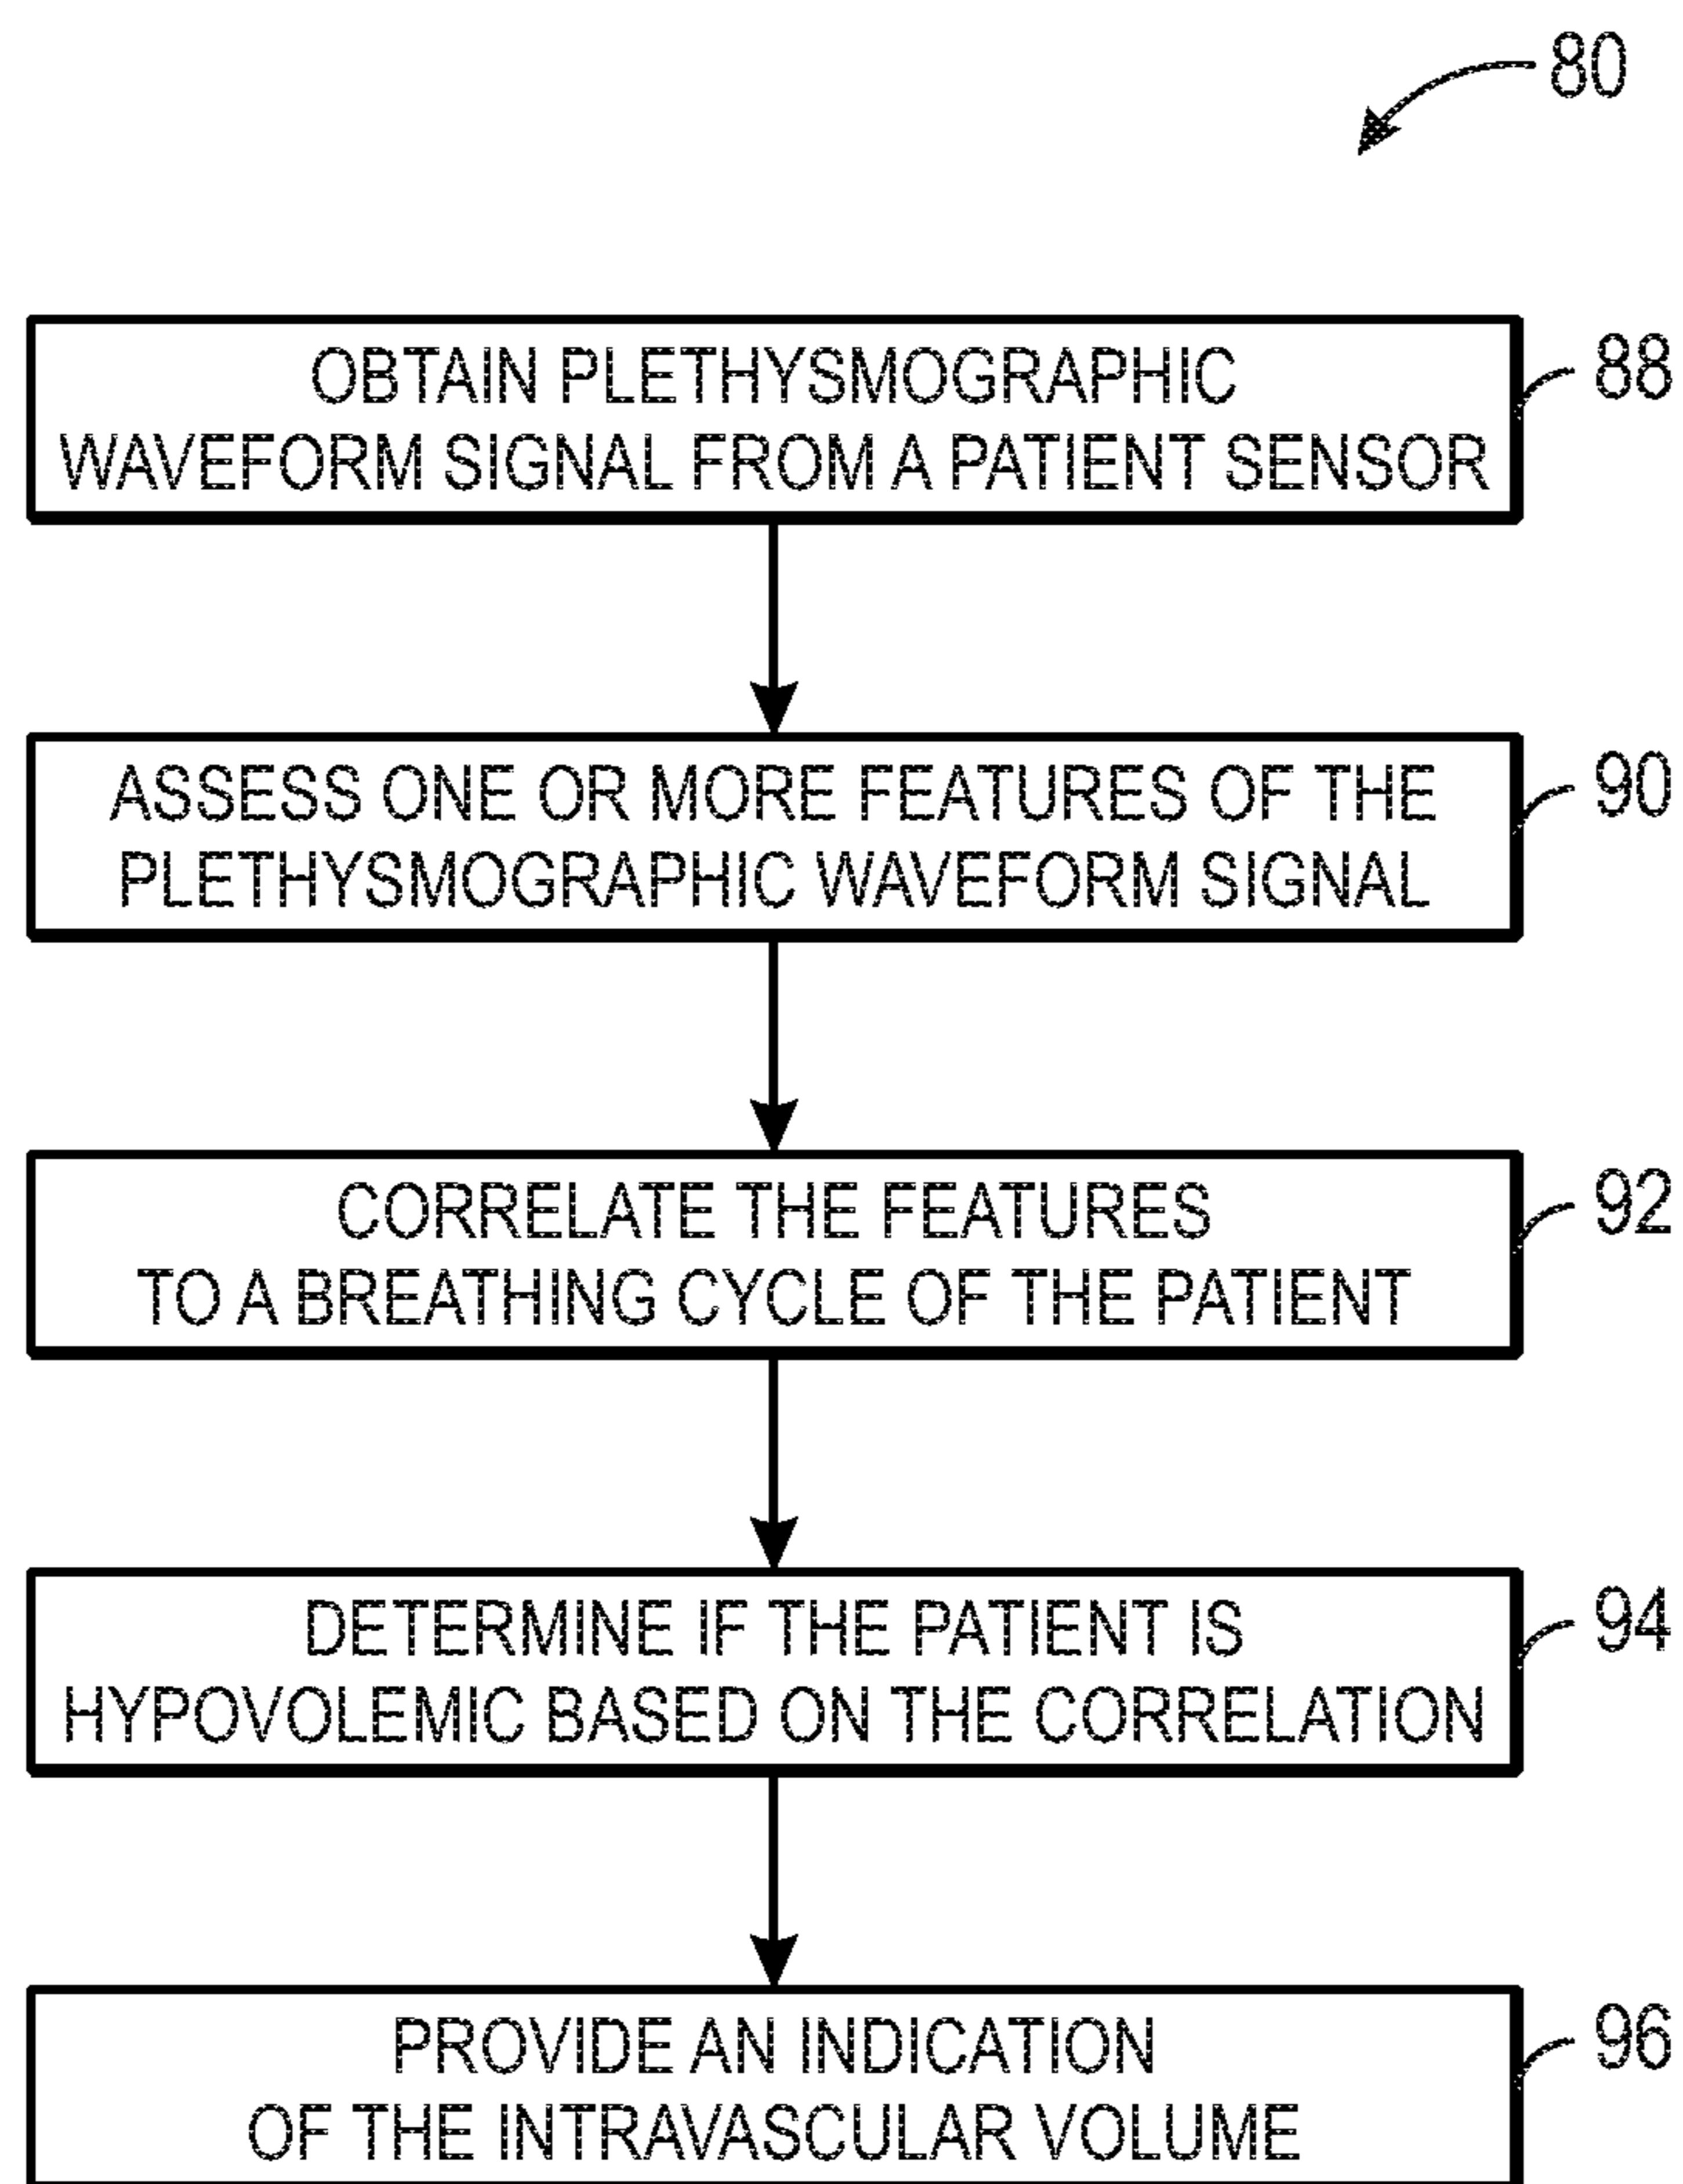 80
OBTAIN PLETHYSMOGRAPHIC
WAVEFORM SIGNAL FROM A PATIENT SENSOR
88
ASSESS ONE OR MORE FEATURES OF THE
PLETHYSMOGRAPHIC WAVEFORM SIGNAL
90
CORRELATE THE FEATURES
TO A BREATHING CYCLE OF THE PATIENT
92
DETERMINE IF THE PATIENT IS
HYPOVOLEMIC BASED ON THE CORRELATION
94
PROVIDE AN INDICATION
OF THE INTRAVASCULAR VOLUME
96